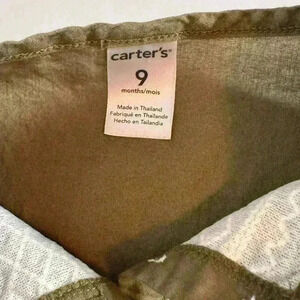 carter's®
9
months/mois
Made in Thailand
Fabriqué en Thaïlande
Hecho en Tailandia